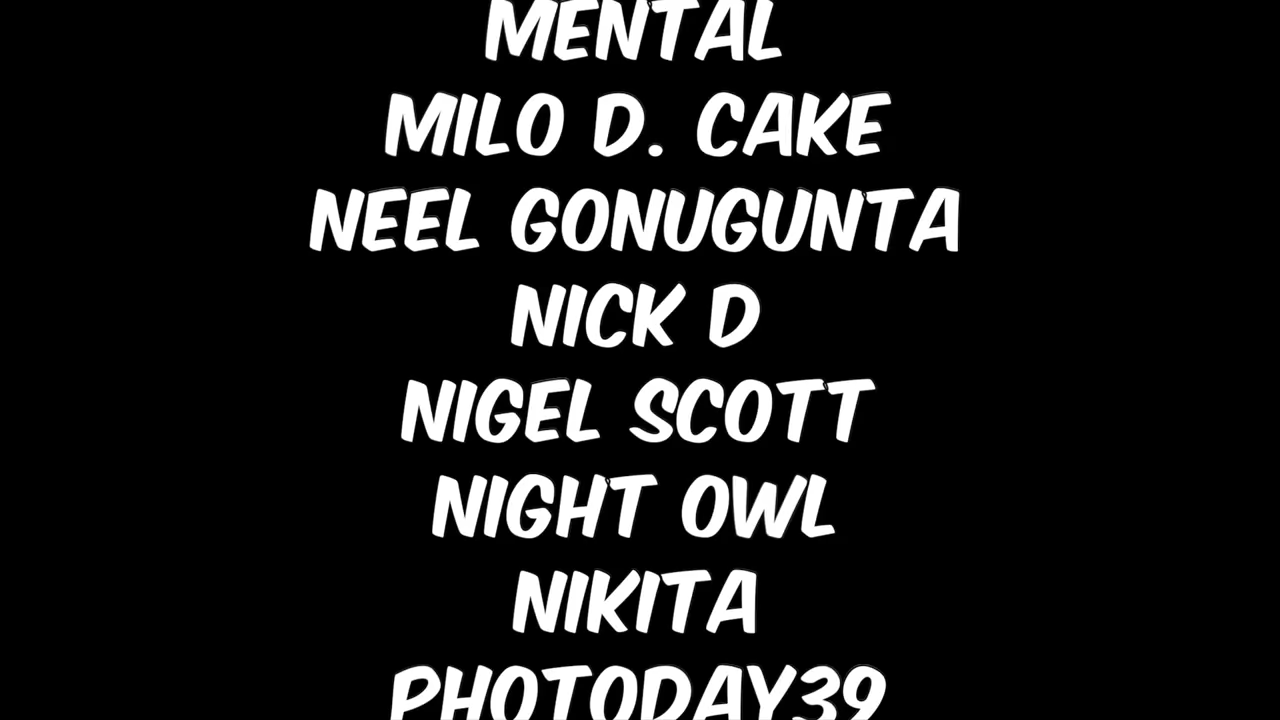 MENTAL
MILO D. CAKE
NEEL GONUGUNTA
NICK D
NIGEL SCOTT
NIGHT OWL
NIKITA
PHOTODAY39